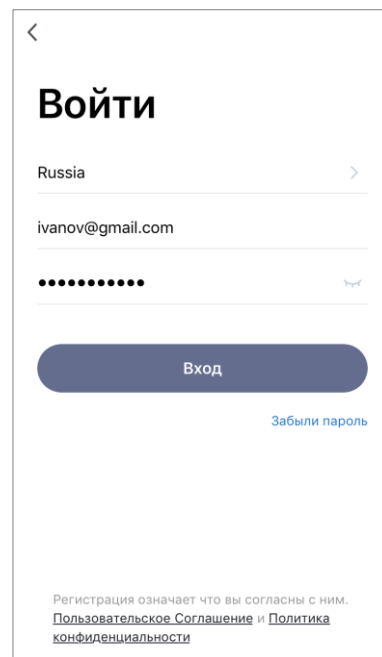 Войти
Russia
ivanov@gmail.com
•••••••••••
Вход
Забыли пароль
Регистрация означает что вы согласны с ним.
Пользовательское Соглашение и Политика
конфиденциальности